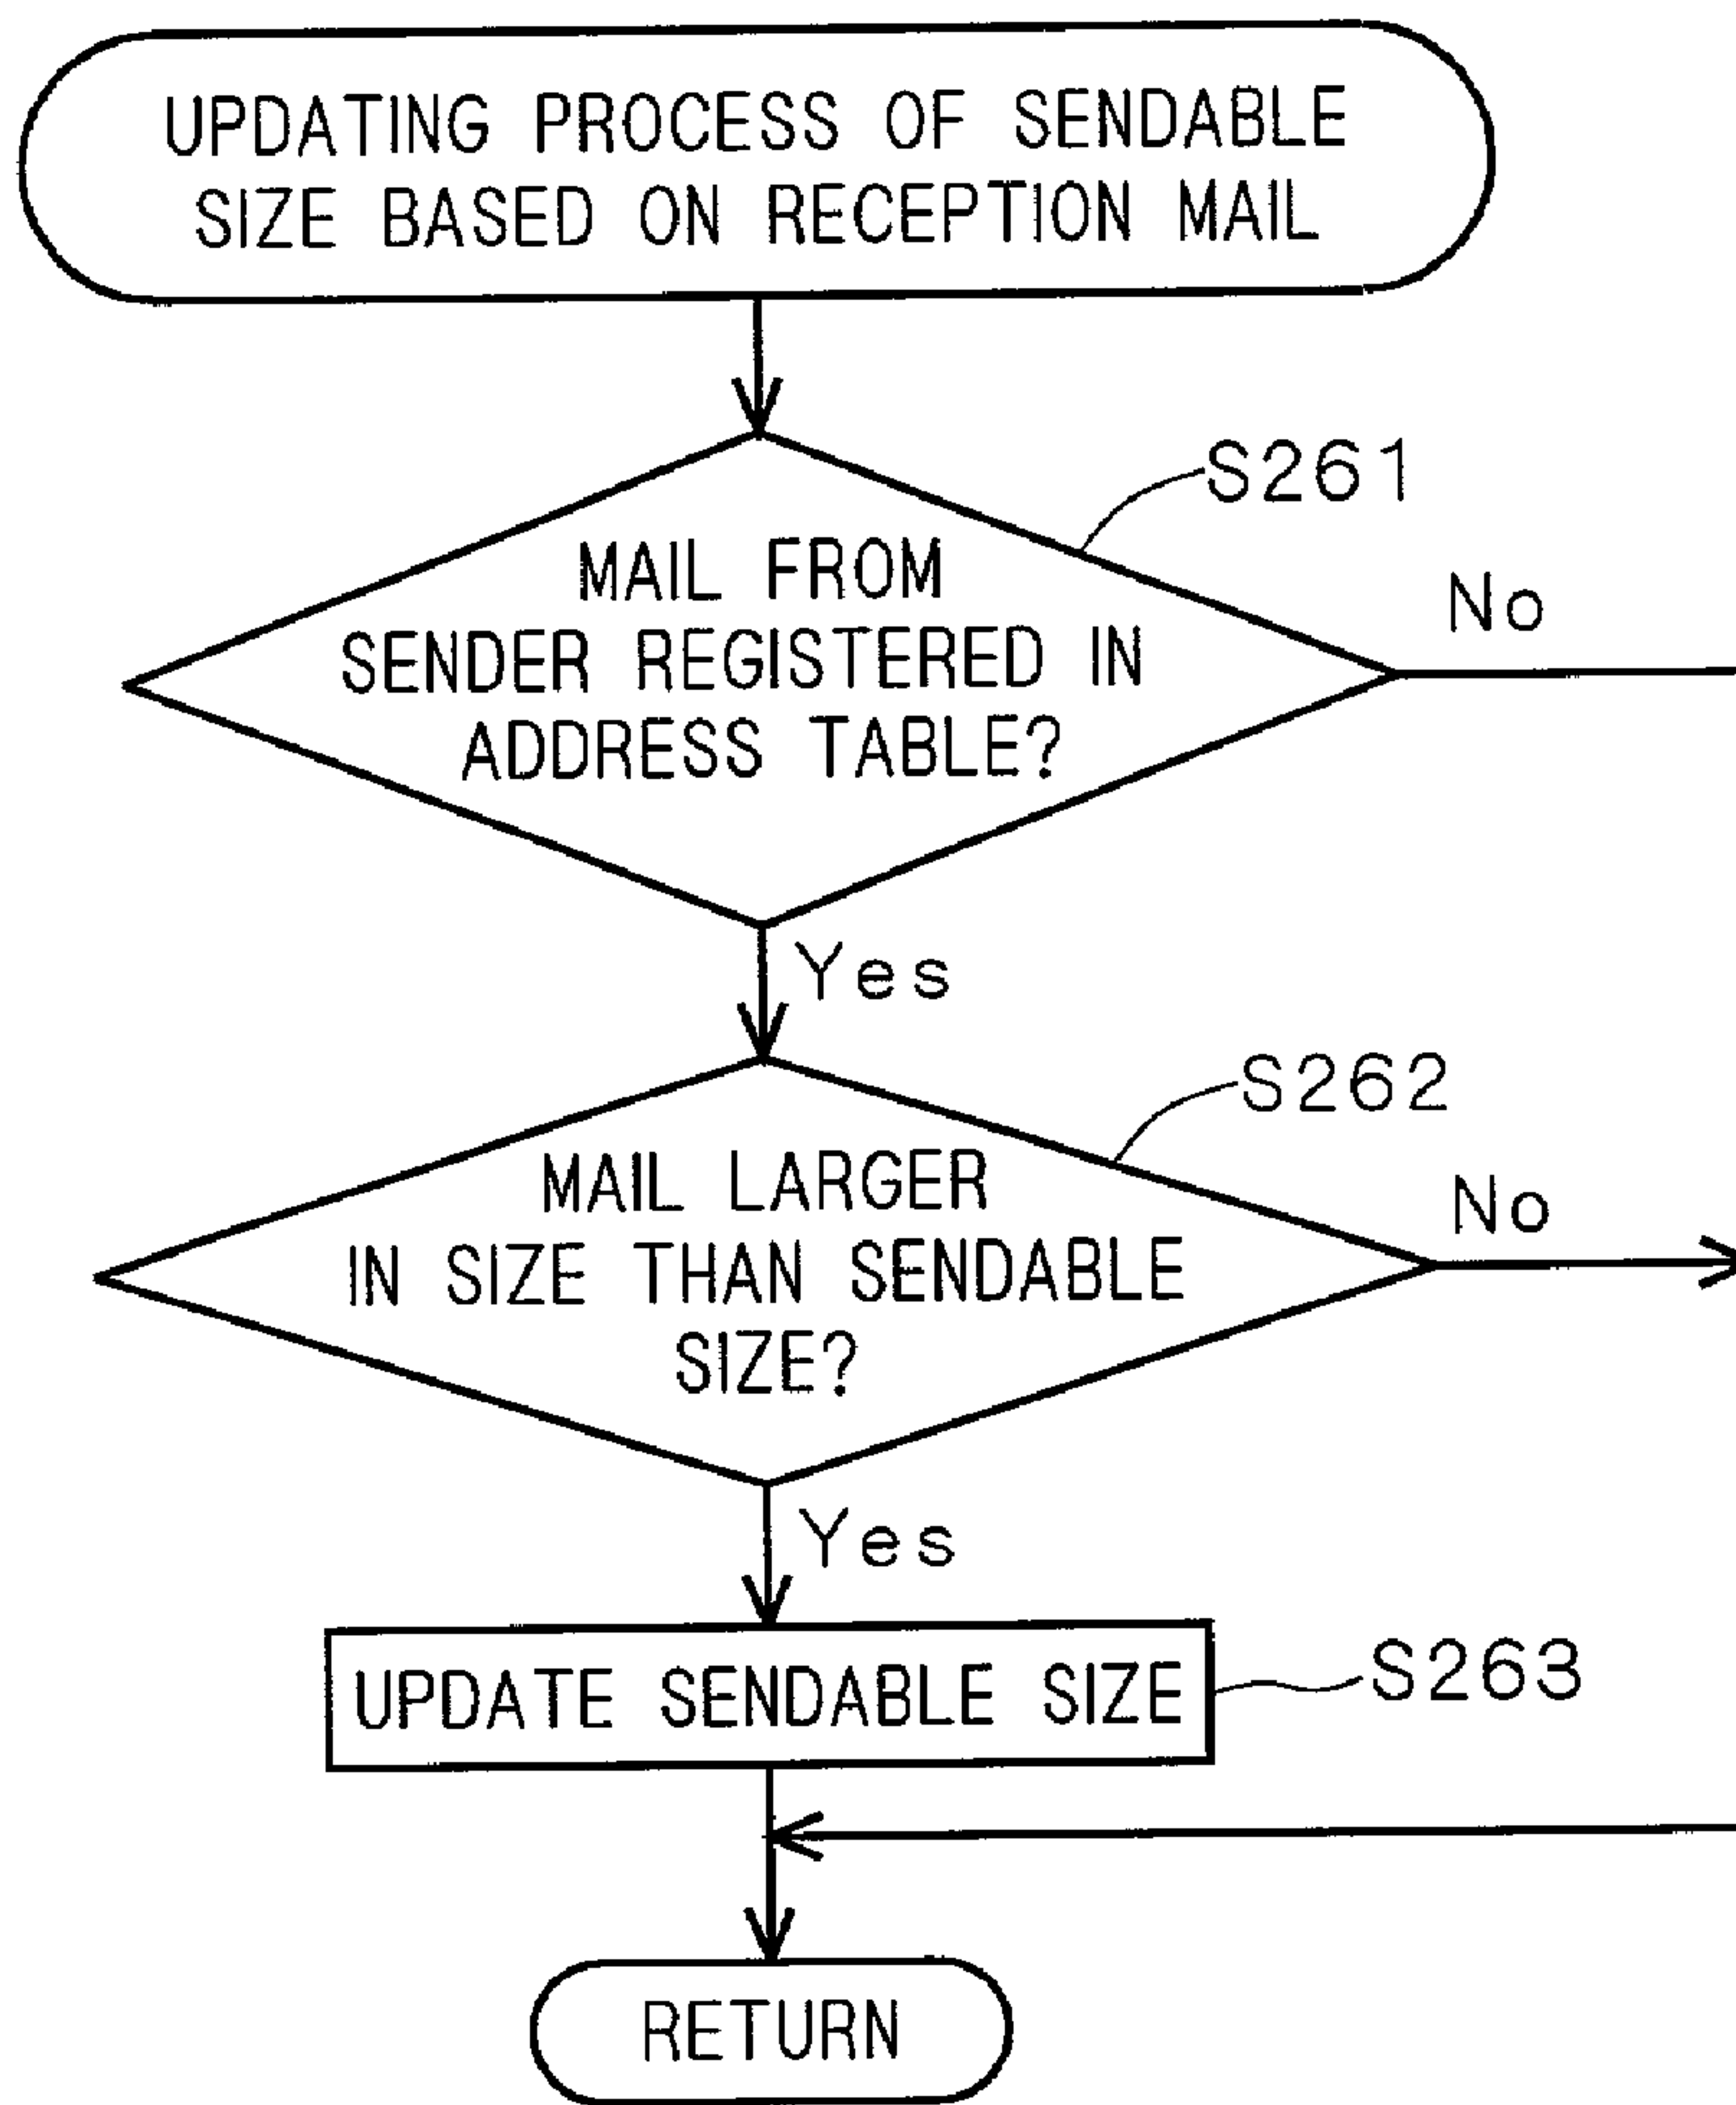 UPDATING PROCESS OF SENDABLE
SIZE BASED ON RECEPTION MAIL
S261
MAIL FROM
SENDER REGISTERED IN
ADDRESS TABLE?
No
Yes
S262
MAIL LARGER
IN SIZE THAN SENDABLE
SIZE?
No
Yes
UPDATE SENDABLE SIZE
S263
RETURN